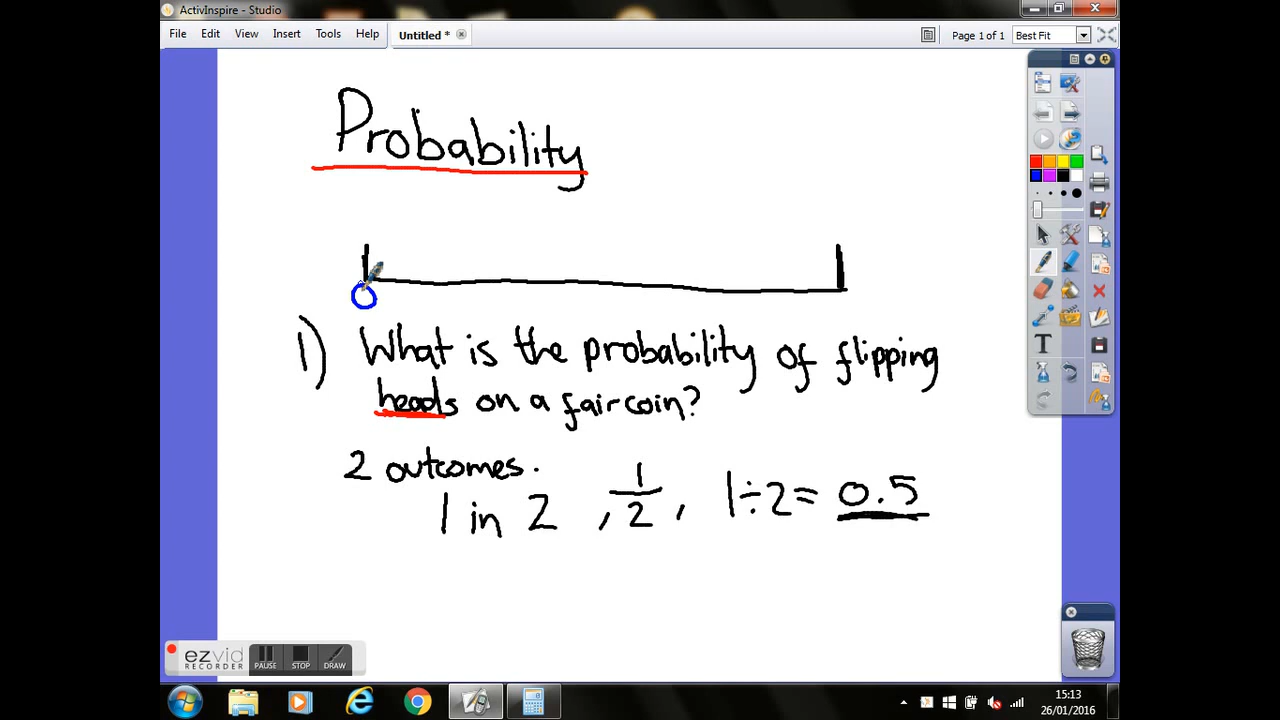 ActivInspire - Studio
File Edit View Insert Tools Help
Untitled *
Page 1 of 1
Best Fit
Probability
0
1) What is the probability of flipping
heads on a fair coin?
2 outcomes.
1 in 2 , 1/2 , 1÷2= 0.5
T
ezvid
RECORDER
PAUSE STOP DRAW
15:13
26/01/2016